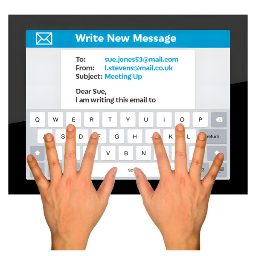 Write New Message
To: sue.jones53@mail.com
From: l.stevens@mail.co.uk
Subject: Meeting Up
Dear Sue,
I am writing this email to
Q W E R T Y U I O P
A S D F G H K L return
V B N